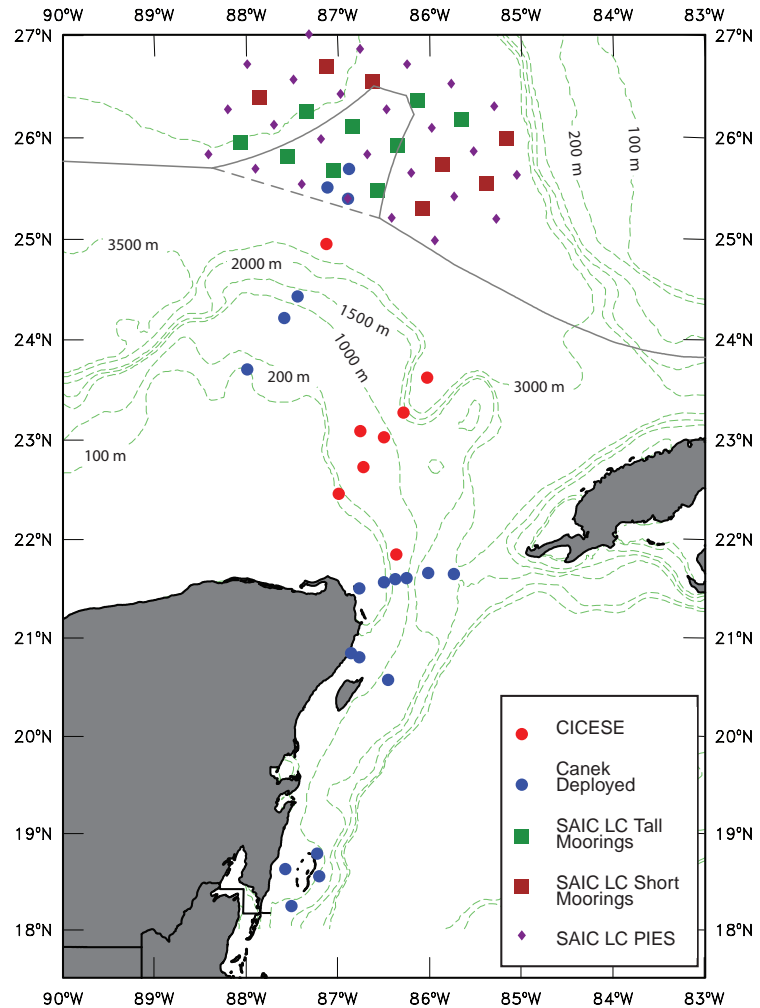 90°W 89°W 88°W 87°W 86°W 85°W 84°W 83°W
27°N 27°N
200 m
100 m
26°N 26°N
25°N 25°N
3500 m
2000 m
1500 m
24°N 24°N
1000 m
200 m
3000 m
23°N 23°N
100 m
22°N 22°N
21°N 21°N
20°N 20°N
CICESE
Canek
Deployed
19°N 19°N
SAIC LC Tall
Moorings
SAIC LC Short
Moorings
18°N 18°N
SAIC LC PIES
90°W 89°W 88°W 87°W 86°W 85°W 84°W 83°W